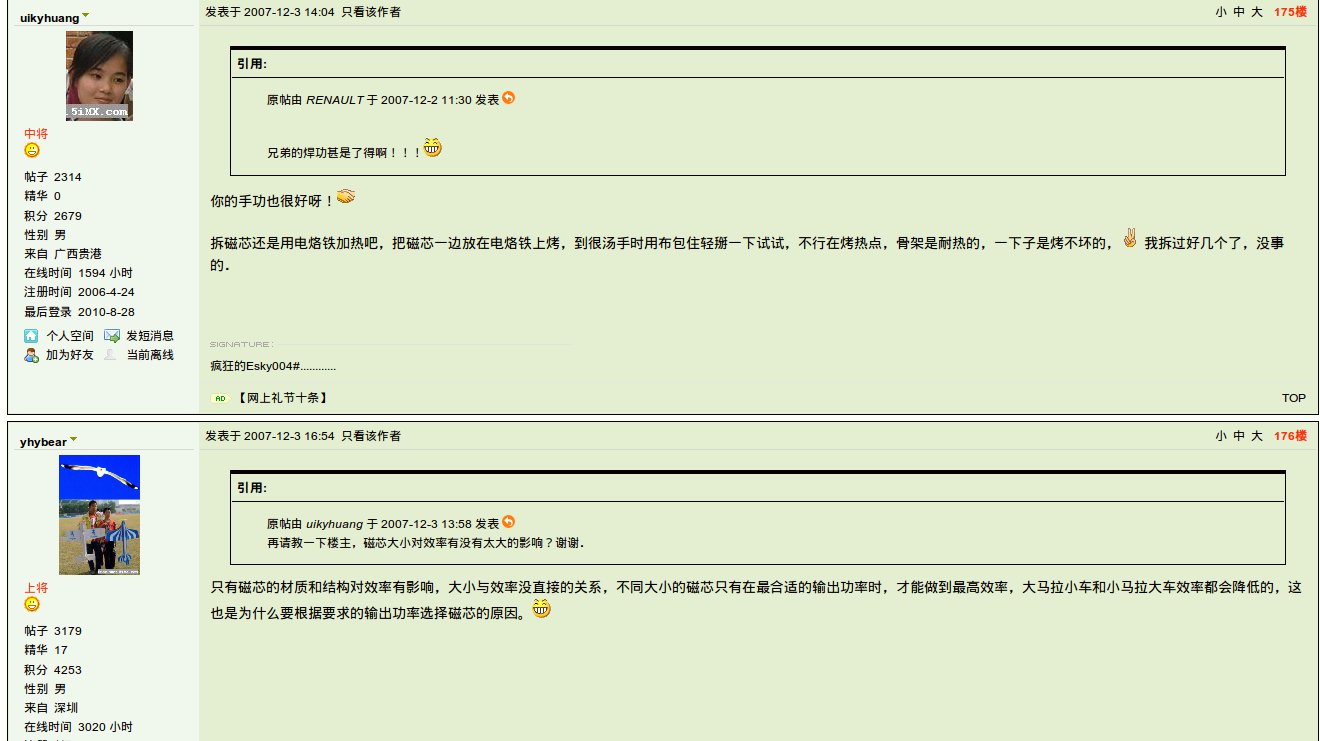 uikyhuang
发表于 2007-12-3 14:04 只看该作者
小 中 大 175楼
5iMX.com
中将
帖子 2314
精华 0
积分 2679
性别 男
来自 广西贵港
在线时间 1594 小时
注册时间 2006-4-24
最后登录 2010-8-28
个人空间 发短消息
加为好友 当前离线
引用:
原帖由 RENAULT 于 2007-12-2 11:30 发表
兄弟的焊功甚是了得啊！！！
你的手功也很好呀！
拆磁芯还是用电烙铁加热吧，把磁芯一边放在电烙铁上烤，到很汤手时用布包住轻掰一下试试，不行在烤热点，骨架是耐热的，一下子是烤不坏的， 我拆过好几个了，没事
的．
SIGNATURE:
疯狂的Esky004#............
AD 【网上礼节十条】
TOP
yhybear
发表于 2007-12-3 16:54 只看该作者
小 中 大 176楼
上将
帖子 3179
精华 17
积分 4253
性别 男
来自 深圳
在线时间 3020 小时
引用:
原帖由 uikyhuang 于 2007-12-3 13:58 发表
再请教一下楼主，磁芯大小对效率有没有太大的影响？谢谢．
只有磁芯的材质和结构对效率有影响，大小与效率没直接的关系，不同大小的磁芯只有在最合适的输出功率时，才能做到最高效率，大马拉小车和小马拉大车效率都会降低的，这
也是为什么要根据要求的输出功率选择磁芯的原因。